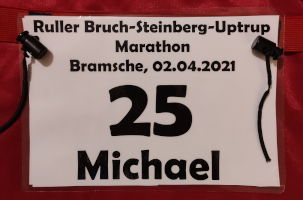 Ruller Bruch-Steinberg-Uptrup
Marathon
Bramsche, 02.04.2021
25
Michael